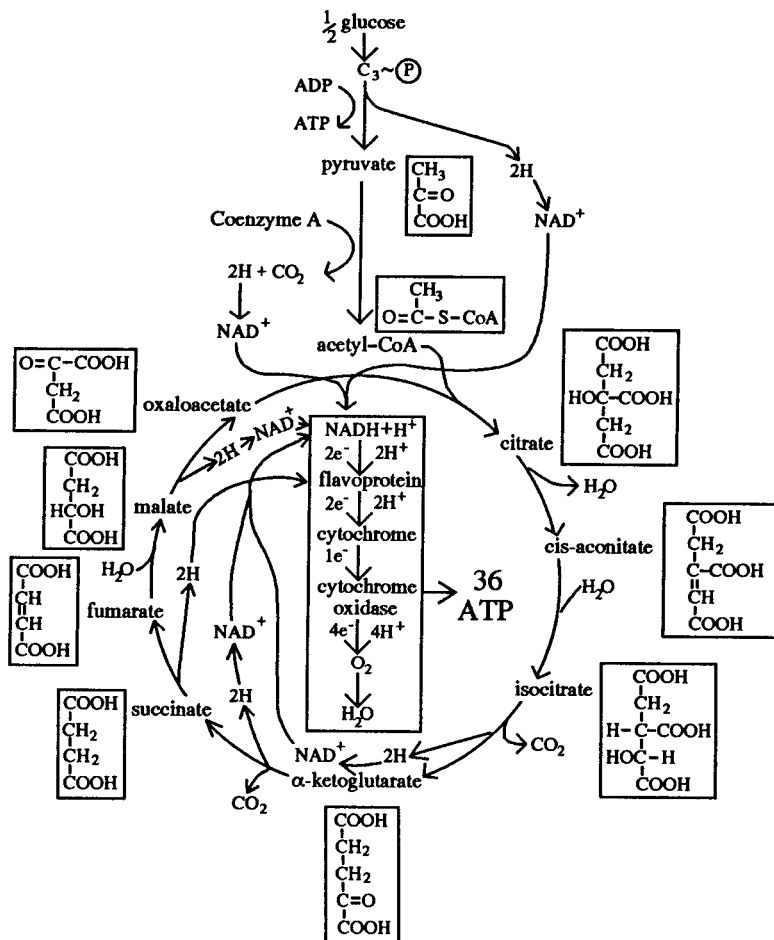 ½ glucose
C₃~Ⓟ
ADP
ATP
pyruvate
CH₃
C=O
COOH
2H
NAD⁺
Coenzyme A
2H + CO₂
NAD⁺
CH₃
O=C-S-CoA
acetyl-CoA
O=C-COOH
CH₂
COOH
oxaloacetate
2H
NAD⁺
NADH+H⁺
2e⁻ 2H⁺
flavoprotein
2e⁻ 2H⁺
cytochrome
1e⁻
cytochrome
oxidase
4e⁻ 4H⁺
O₂
H₂O
36
ATP
COOH
CH₂
HO-C-COOH
CH₂
COOH
citrate
H₂O
cis-aconitate
COOH
CH₂
C-COOH
CH
COOH
H₂O
isocitrate
COOH
CH₂
H-C-COOH
HO-C-H
COOH
CO₂
2H
NAD⁺
α-ketoglutarate
COOH
CH₂
CH₂
C=O
COOH
CO₂
2H
NAD⁺
succinate
COOH
CH₂
CH₂
COOH
2H
fumarate
COOH
CH
CH
COOH
H₂O
malate
COOH
CH₂
HCOH
COOH